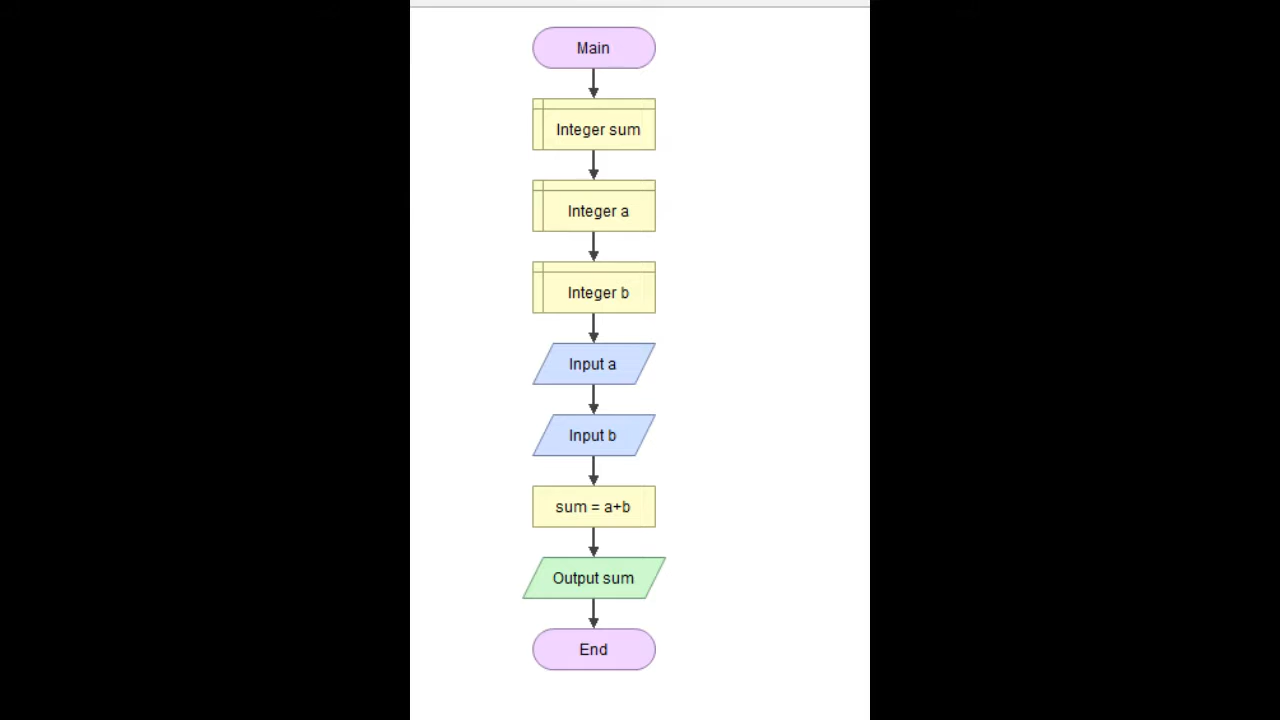 Main
Integer sum
Integer a
Integer b
Input a
Input b
sum = a+b
Output sum
End